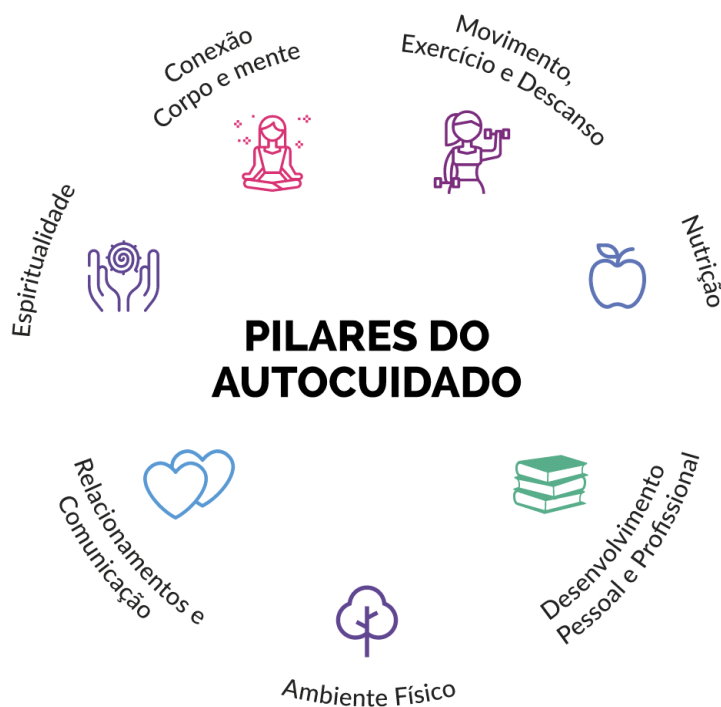 Conexão
Corpo e mente
Movimento,
Exercício e Descanso
Espiritualidade
Nutrição
PILARES DO
AUTOCUIDADO
Relacionamentos e
Comunicação
Desenvolvimento
Pessoal e Profissional
Ambiente Físico